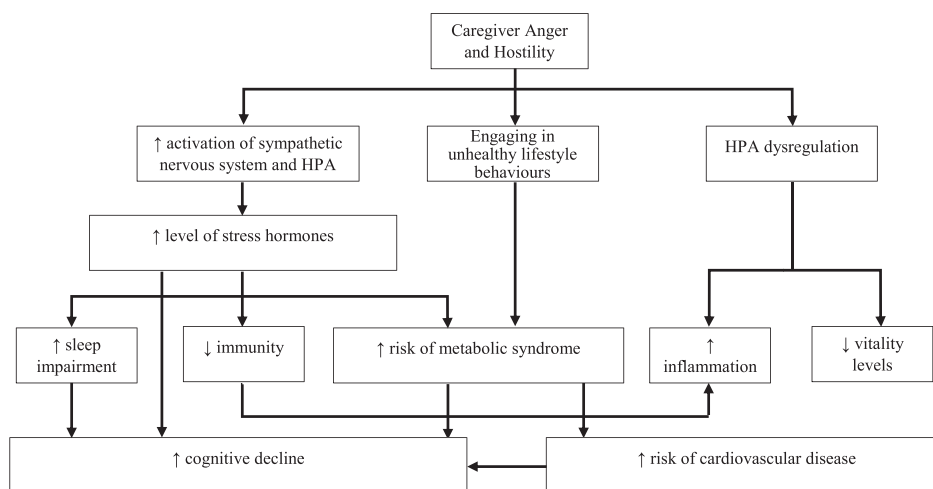 Caregiver Anger
and Hostility
↑ activation of sympathetic
nervous system and HPA
Engaging in
unhealthy lifestyle
behaviours
HPA dysregulation
↑ level of stress hormones
↑ sleep
impairment
↓ immunity
↑ risk of metabolic syndrome
↑
inflammation
↓ vitality
levels
↑ cognitive decline
↑ risk of cardiovascular disease